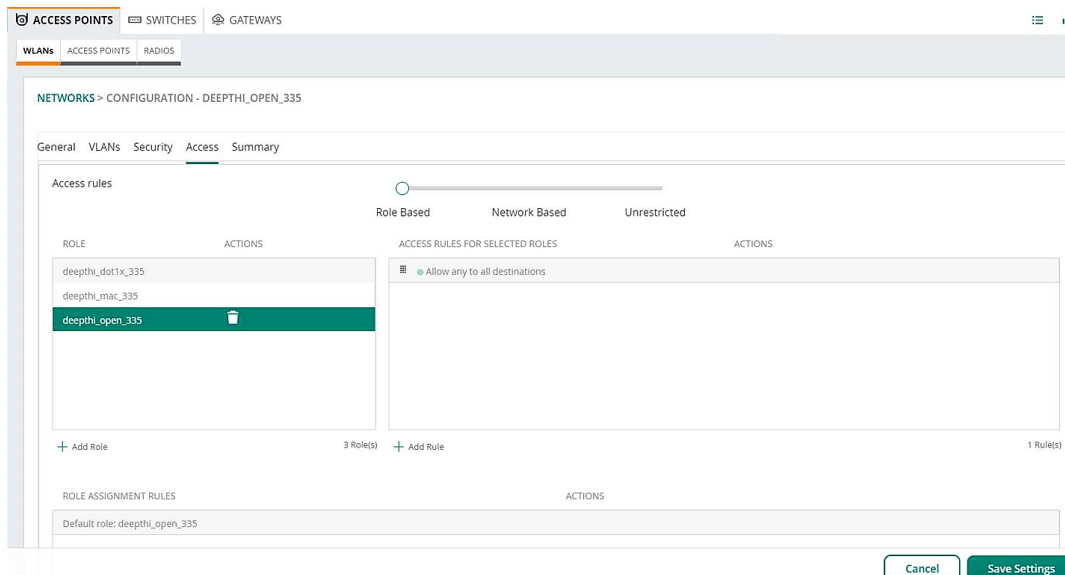 ACCESS POINTS SWITCHES GATEWAYS
WLANs ACCESS POINTS RADIOS
NETWORKS > CONFIGURATION - DEEPTHI_OPEN_335
General VLANs Security Access Summary
Access rules
Role Based Network Based Unrestricted
ROLE ACTIONS ACCESS RULES FOR SELECTED ROLES ACTIONS
deepthi_dot1x_335 Allow any to all destinations
deepthi_mac_335
deepthi_open_335
+ Add Role 3 Role(s) + Add Rule 1 Rule(s)
ROLE ASSIGNMENT RULES ACTIONS
Default role: deepthi_open_335
Cancel Save Settings